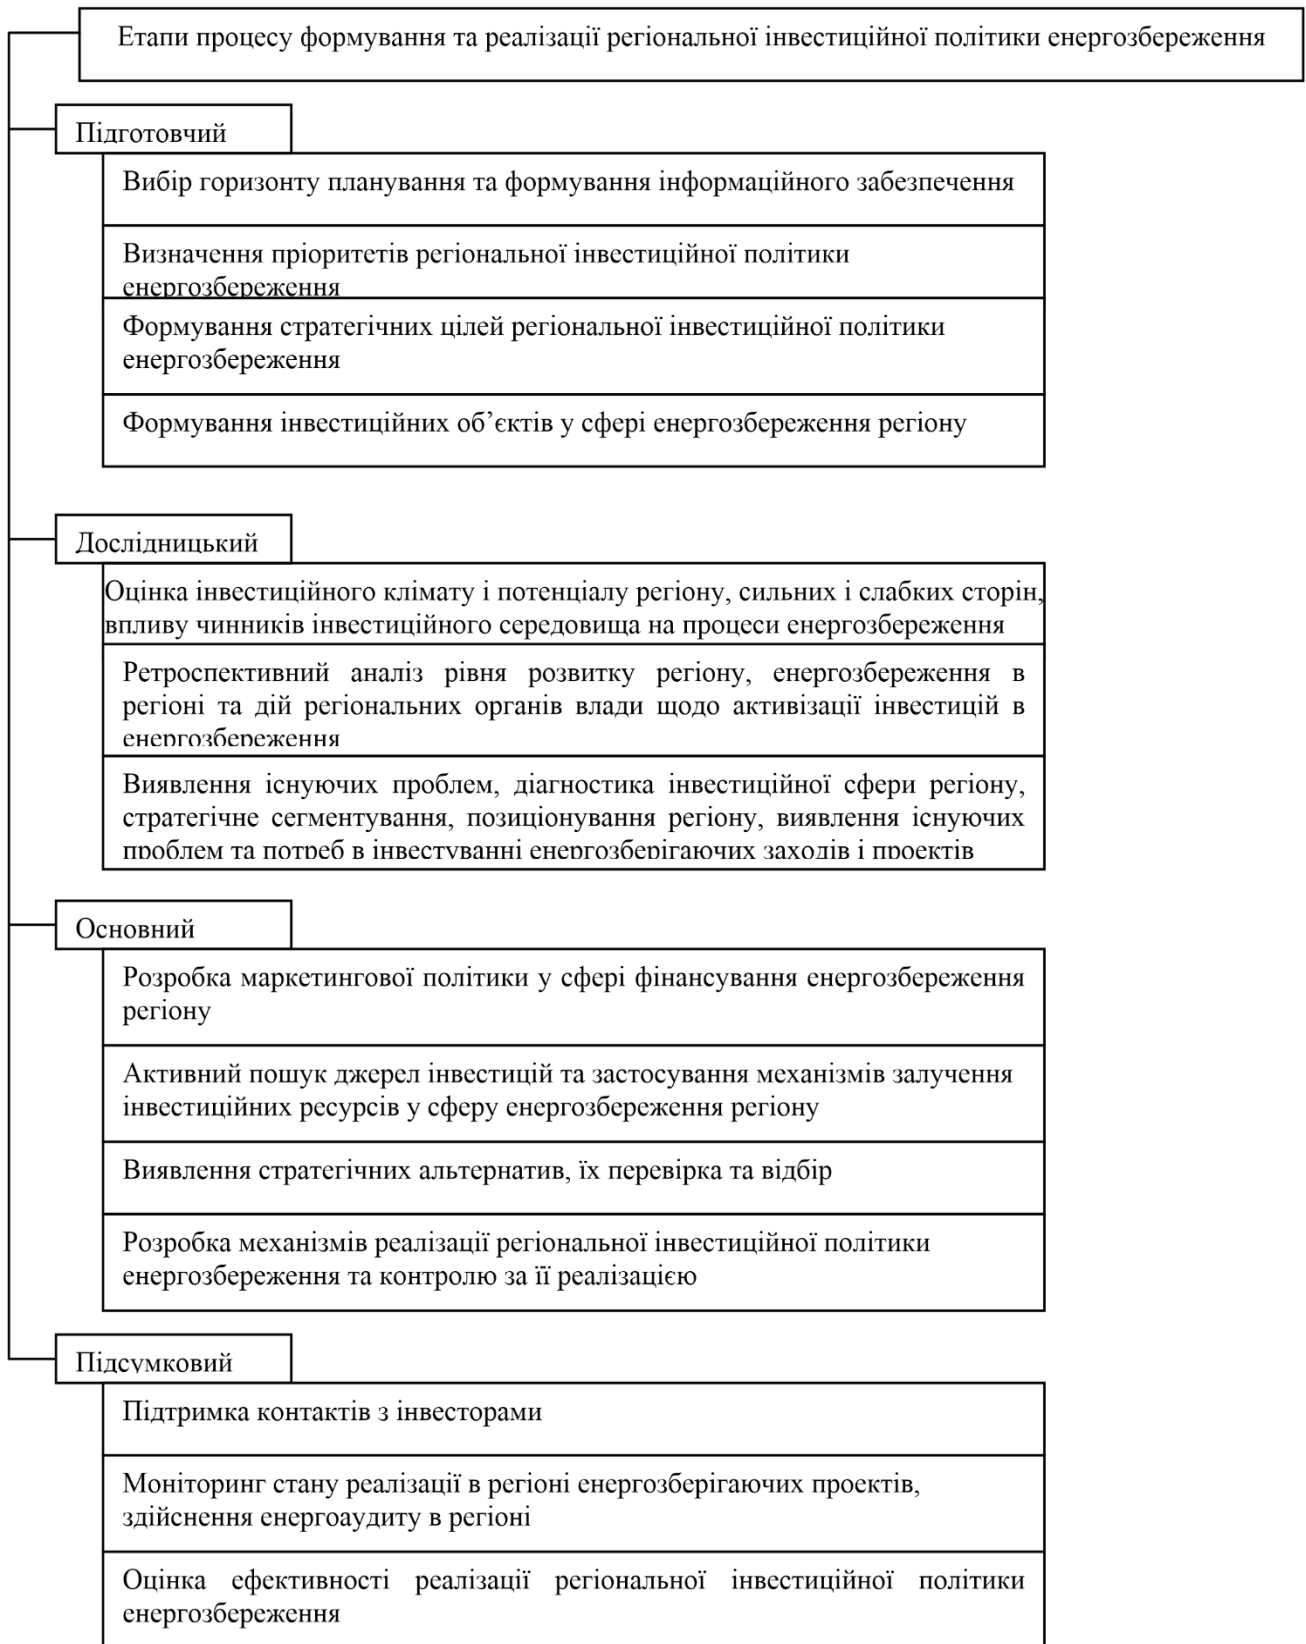 Етапи процесу формування та реалізації регіональної інвестиційної політики енергозбереження
Підготовчий
Вибір горизонту планування та формування інформаційного забезпечення
Визначення пріоритетів регіональної інвестиційної політики
енергозбереження
Формування стратегічних цілей регіональної інвестиційної політики
енергозбереження
Формування інвестиційних об’єктів у сфері енергозбереження регіону
Дослідницький
Оцінка інвестиційного клімату і потенціалу регіону, сильних і слабких сторін,
впливу чинників інвестиційного середовища на процеси енергозбереження
Ретроспективний аналіз рівня розвитку регіону, енергозбереження в
регіоні та дій регіональних органів влади щодо активізації інвестицій в
енергозбереження
Виявлення існуючих проблем, діагностика інвестиційної сфери регіону,
стратегічне сегментування, позиціонування регіону, виявлення існуючих
проблем та потреб в інвестуванні енергозберігаючих заходів і проектів
Основний
Розробка маркетингової політики у сфері фінансування енергозбереження
регіону
Активний пошук джерел інвестицій та застосування механізмів залучення
інвестиційних ресурсів у сферу енергозбереження регіону
Виявлення стратегічних альтернатив, їх перевірка та відбір
Розробка механізмів реалізації регіональної інвестиційної політики
енергозбереження та контролю за її реалізацією
Підсумковий
Підтримка контактів з інвесторами
Моніторинг стану реалізації в регіоні енергозберігаючих проектів,
здійснення енергоаудиту в регіоні
Оцінка ефективності реалізації регіональної інвестиційної політики
енергозбереження